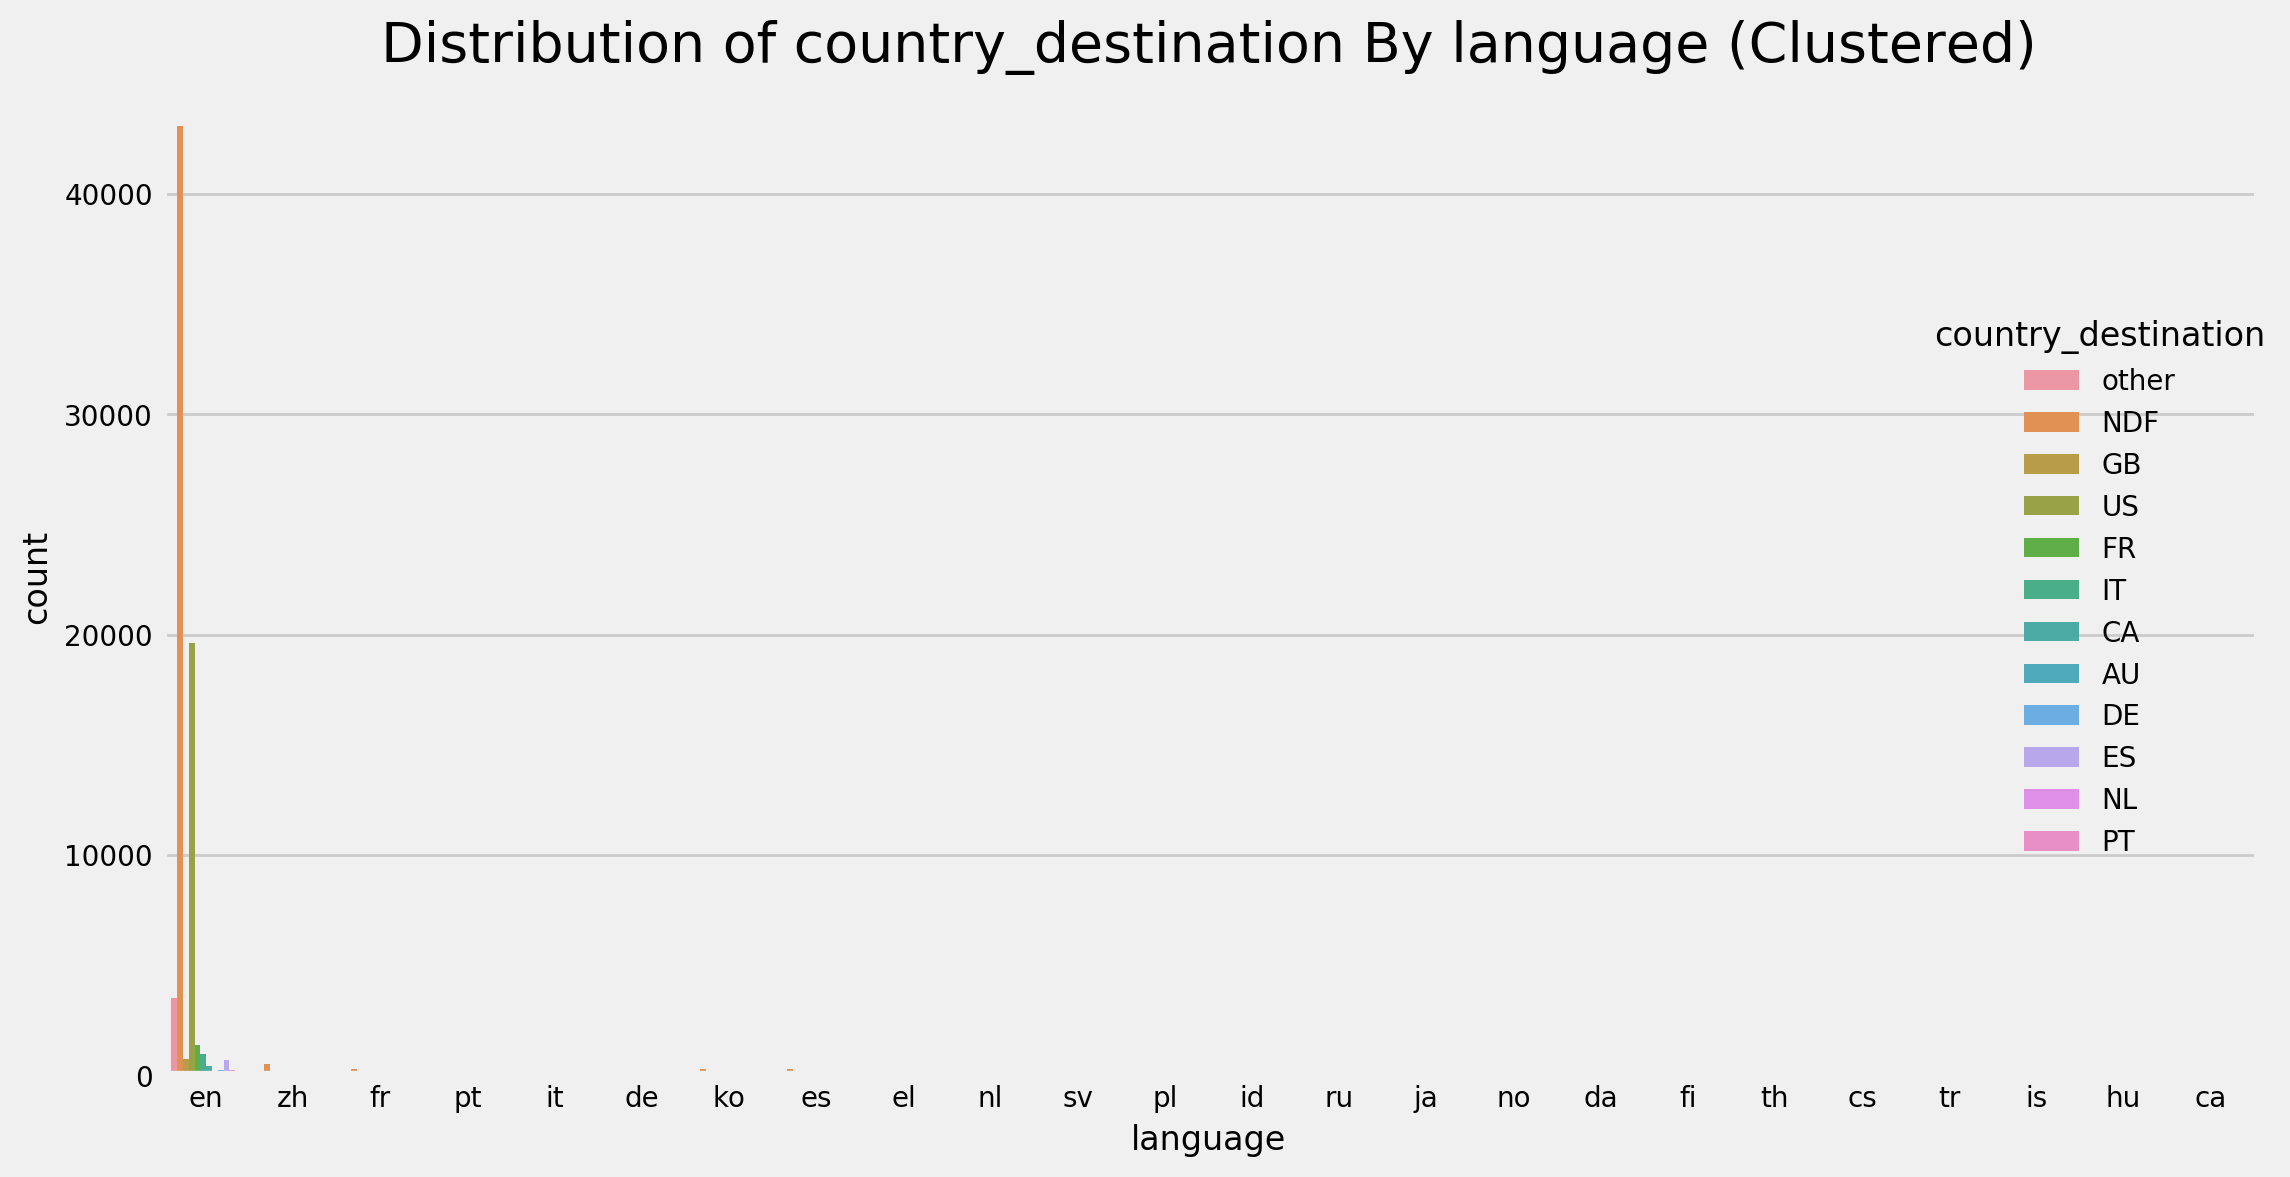 Distribution of country_destination By language (Clustered)
40000
30000
20000
10000
0
count
country_destination
other
NDF
GB
US
FR
IT
CA
AU
DE
ES
NL
PT
en zh fr pt it de ko es el nl sv pl id ru ja no da fi th cs tr is hu ca
language